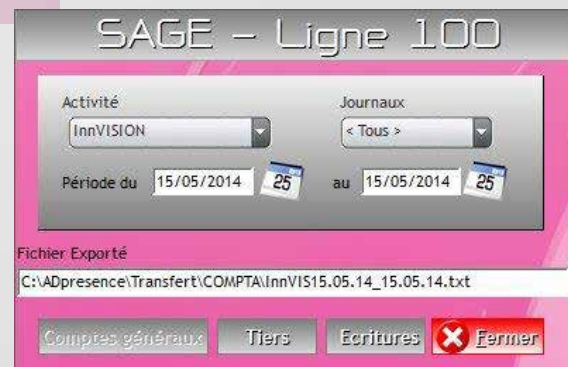 SAGE – Ligne 100
Activité Journaux
InnVISION < Tous >
Période du 15/05/2014 25 au 15/05/2014 25
Fichier Exporté
C:\ADpresence\Transfert\COMPTA\InnVIS15.05.14_15.05.14.txt
Comptes généraux Tiers Ecritures Fermer